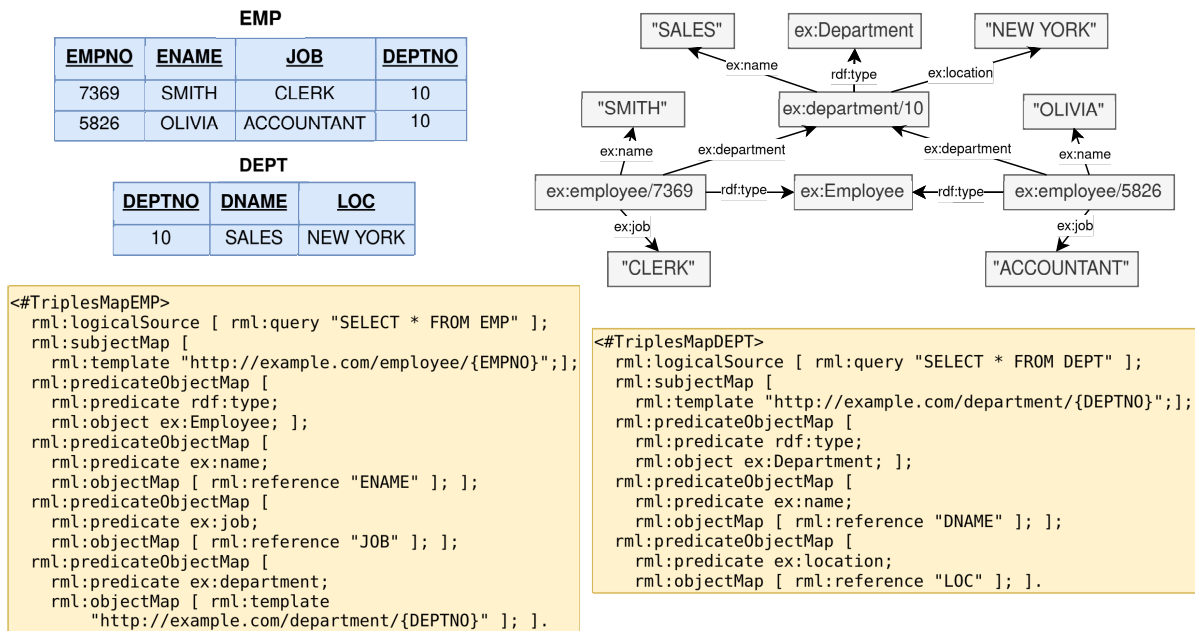 EMP
EMPNO ENAME JOB DEPTNO
7369 SMITH CLERK 10
5826 OLIVIA ACCOUNTANT 10
DEPT
DEPTNO DNAME LOC
10 SALES NEW YORK
"SALES" ex:Department "NEW YORK"
ex:name rdf:type ex:location
"SMITH" ex:department/10 "OLIVIA"
ex:name ex:department ex:department ex:name
ex:employee/7369 rdf:type ex:Employee rdf:type ex:employee/5826
ex:job ex:job
"CLERK" "ACCOUNTANT"
<#TriplesMapEMP>
rml:logicalSource [ rml:query "SELECT * FROM EMP" ];
rml:subjectMap [
rml:template "http://example.com/employee/{EMPNO}";];
rml:predicateObjectMap [
rml:predicate rdf:type;
rml:object ex:Employee; ];
rml:predicateObjectMap [
rml:predicate ex:name;
rml:objectMap [ rml:reference "ENAME" ]; ];
rml:predicateObjectMap [
rml:predicate ex:job;
rml:objectMap [ rml:reference "JOB" ]; ];
rml:predicateObjectMap [
rml:predicate ex:department;
rml:objectMap [ rml:template
"http://example.com/department/{DEPTNO}" ]; ].
<#TriplesMapDEPT>
rml:logicalSource [ rml:query "SELECT * FROM DEPT" ];
rml:subjectMap [
rml:template "http://example.com/department/{DEPTNO}";];
rml:predicateObjectMap [
rml:predicate rdf:type;
rml:object ex:Department; ];
rml:predicateObjectMap [
rml:predicate ex:name;
rml:objectMap [ rml:reference "DNAME" ]; ];
rml:predicateObjectMap [
rml:predicate ex:location;
rml:objectMap [ rml:reference "LOC" ]; ].